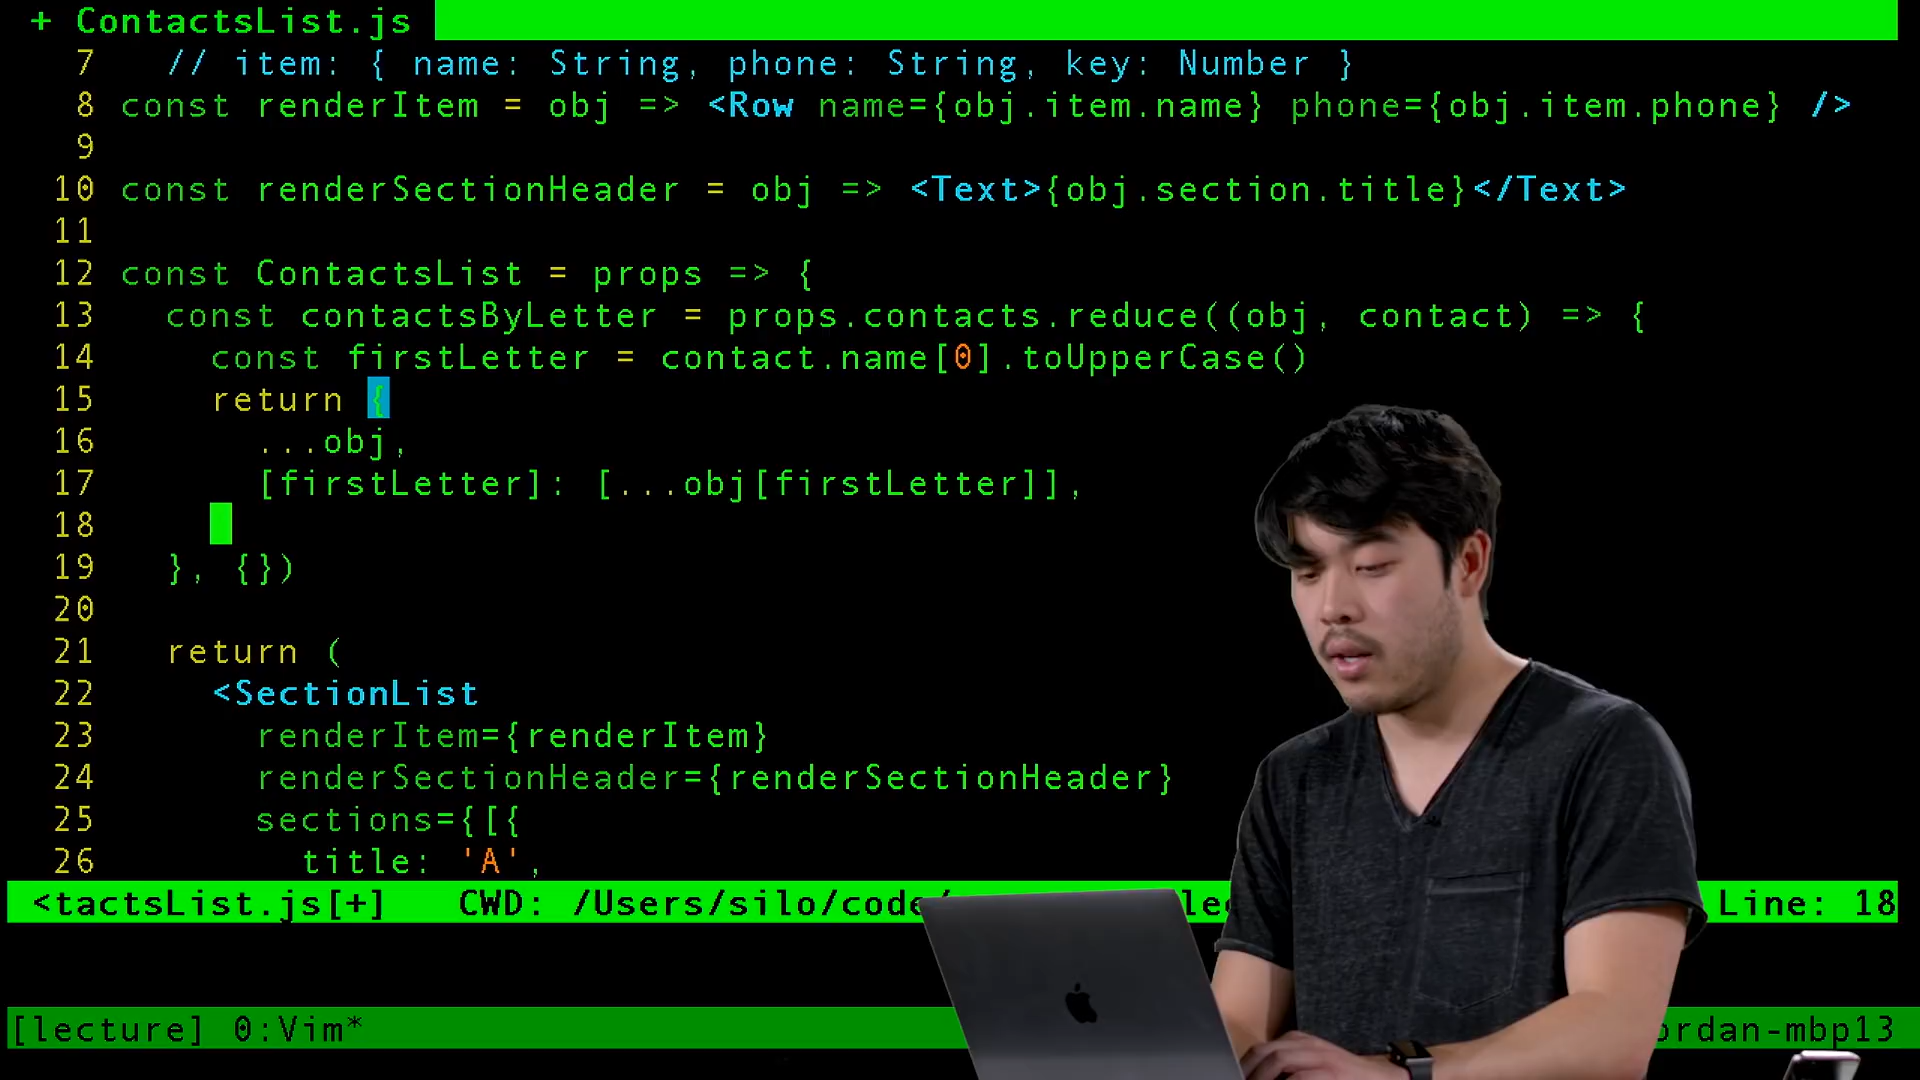 + ContactsList.js
7 // item: { name: String, phone: String, key: Number }
8 const renderItem = obj => <Row name={obj.item.name} phone={obj.item.phone} />
9
10 const renderSectionHeader = obj => <Text>{obj.section.title}</Text>
11
12 const ContactsList = props => {
13 const contactsByLetter = props.contacts.reduce((obj, contact) => {
14 const firstLetter = contact.name[0].toUpperCase()
15 return {
16 ...obj,
17 [firstLetter]: [...obj[firstLetter]],
18
19 }, {})
20
21 return (
22 <SectionList
23 renderItem={renderItem}
24 renderSectionHeader={renderSectionHeader}
25 sections={[{
26 title: 'A',
<tactsList.js[+] CWD: /Users/silo/code/ Line: 18
[lecture] 0:Vim* ordan-mbp13